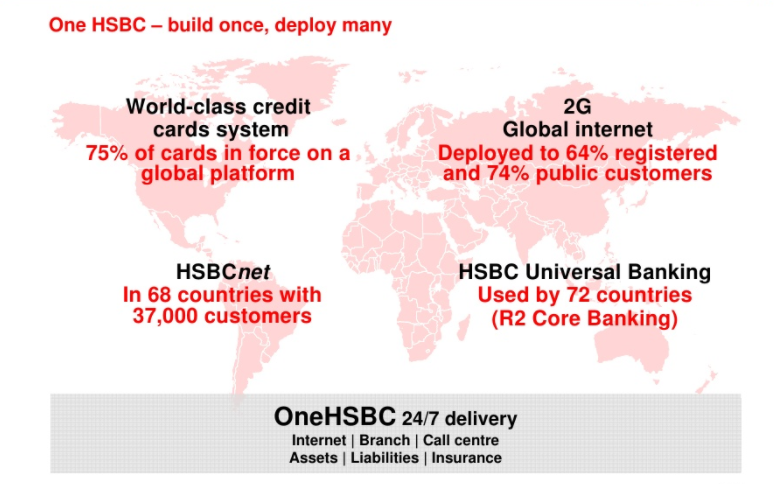 One HSBC – build once, deploy many
World-class credit
cards system
75% of cards in force on a
global platform
2G
Global internet
Deployed to 64% registered
and 74% public customers
HSBCnet
In 68 countries with
37,000 customers
HSBC Universal Banking
Used by 72 countries
(R2 Core Banking)
OneHSBC 24/7 delivery
Internet | Branch | Call centre
Assets | Liabilities | Insurance